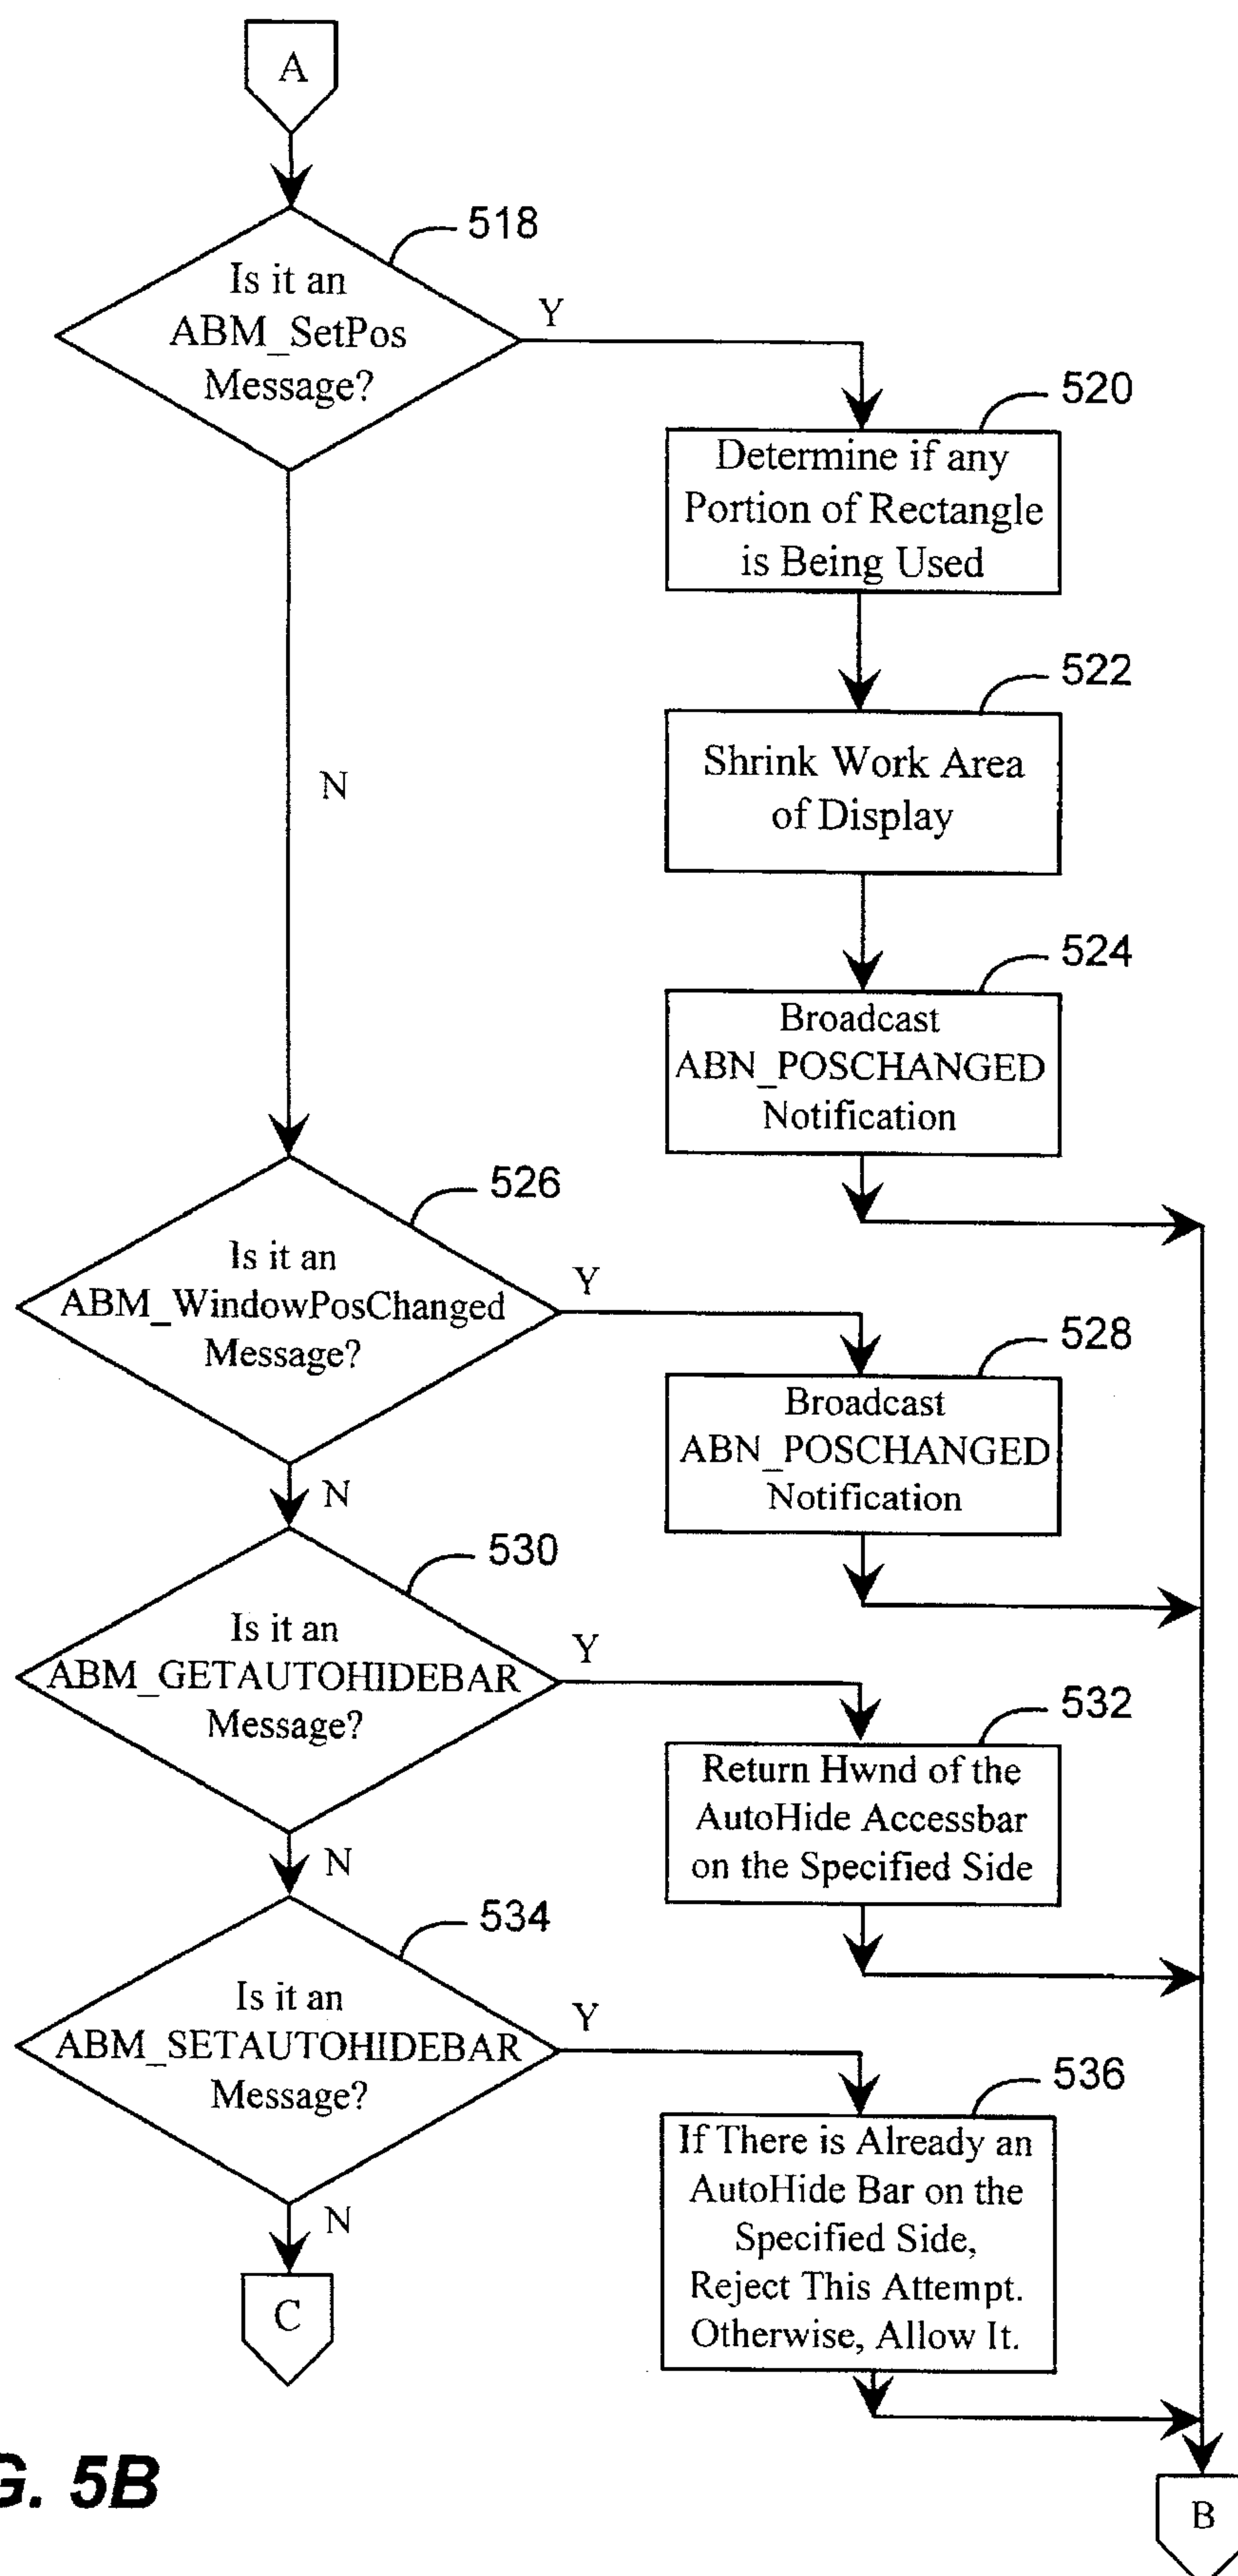 A
518
Is it an
ABM_SetPos
Message?
Y
520
Determine if any
Portion of Rectangle
is Being Used
522
Shrink Work Area
of Display
N
524
Broadcast
ABN_POSCHANGED
Notification
526
Is it an
ABM_WindowPosChanged
Message?
Y
528
Broadcast
ABN_POSCHANGED
Notification
N
530
Is it an
ABM_GETAUTOHIDEBAR
Message?
Y
532
Return Hwnd of the
AutoHide Accessbar
on the Specified Side
N
534
Is it an
ABM_SETAUTOHIDEBAR
Message?
Y
536
If There is Already an
AutoHide Bar on the
Specified Side,
Reject This Attempt.
Otherwise, Allow It.
N
C
G. 5B
B